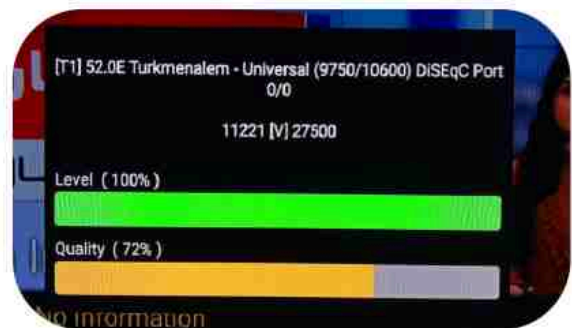 [T1] 52.0E Turkmenalem - Universal (9750/10600) DiSEqC Port
0/0
11221 [V] 27500
Level ( 100% )
Quality ( 72% )
No information